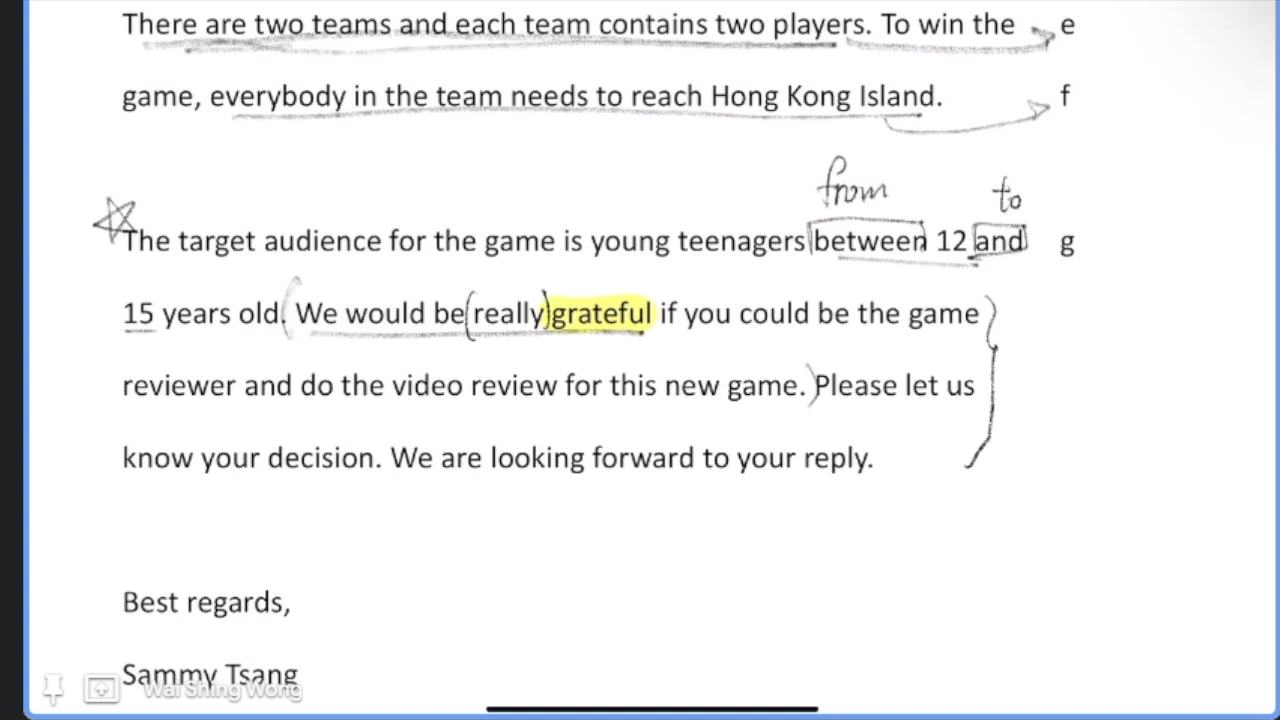 There are two teams and each team contains two players. To win the e
game, everybody in the team needs to reach Hong Kong Island. f
from to
The target audience for the game is young teenagers between 12 and g
15 years old. We would be (really) grateful if you could be the game
reviewer and do the video review for this new game. Please let us
know your decision. We are looking forward to your reply.
Best regards,
Sammy Tsang
Wai Shing Wong